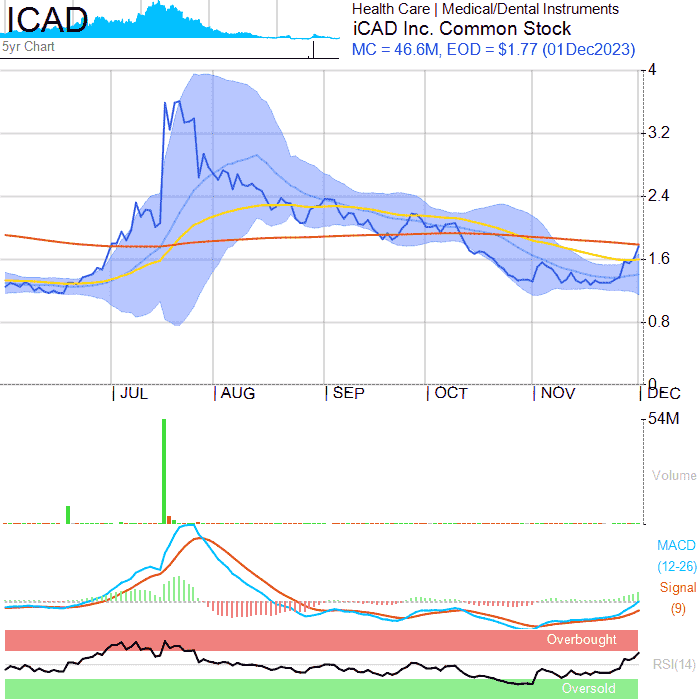 ICAD
5yr Chart
Health Care | Medical/Dental Instruments
iCAD Inc. Common Stock
MC = 46.6M, EOD = $1.77 (01Dec2023)
4
3.2
2.4
1.6
0.8
0
JUL AUG SEP OCT NOV DEC
54M
Volume
MACD
(12-26)
Signal
(9)
Overbought
RSI(14)
Oversold